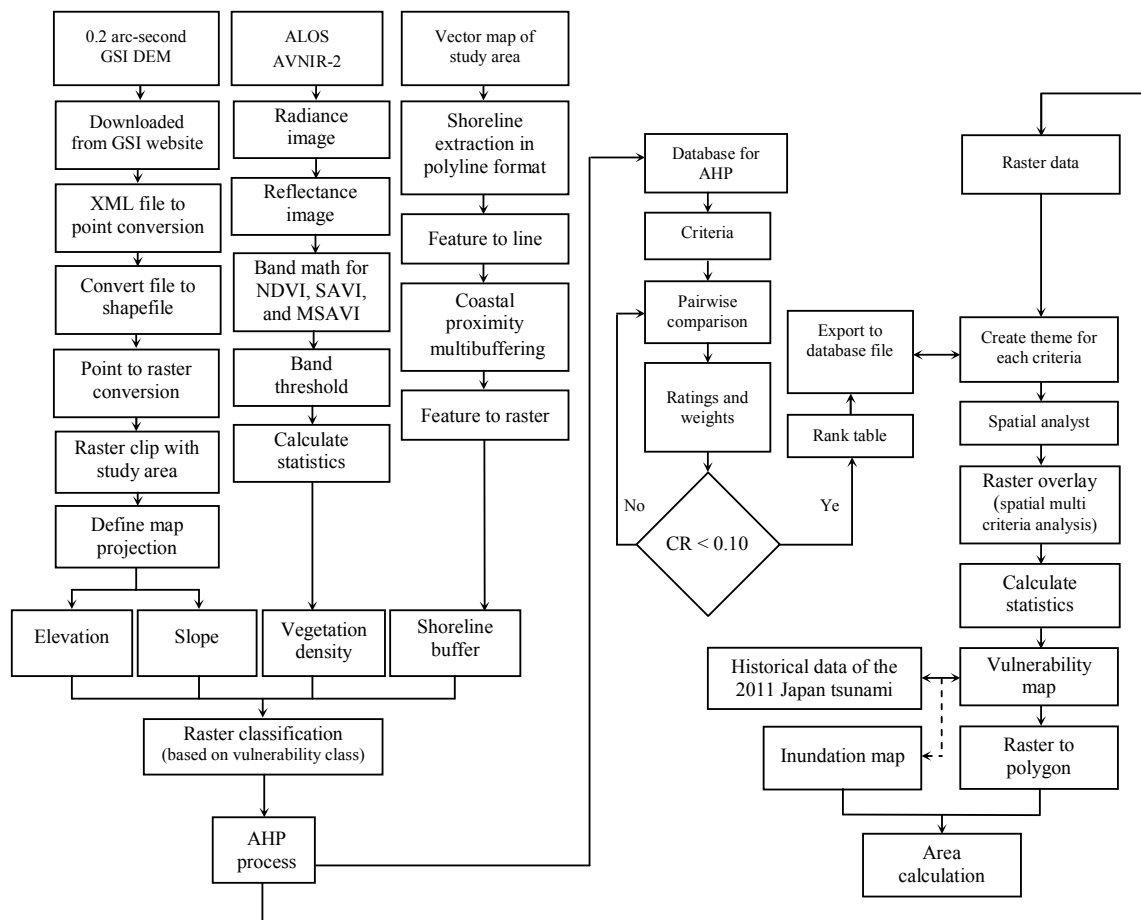 0.2 arc-second
GSI DEM
Downloaded
from GSI website
XML file to
point conversion
Convert file to
shapefile
Point to raster
conversion
Raster clip with
study area
Define map
projection
Elevation
Slope
ALOS
AVNIR-2
Radiance
image
Reflectance
image
Band math for
NDVI, SAVI,
and MSAVI
Band
threshold
Calculate
statistics
Vegetation
density
Vector map of
study area
Shoreline
extraction in
polyline format
Feature to line
Coastal
proximity
multibuffering
Feature to raster
Shoreline
buffer
Raster classification
(based on vulnerability class)
AHP
process
Database for
AHP
Criteria
Pairwise
comparison
Ratings and
weights
CR < 0.10
No
Ye
Rank table
Export to
database file
Raster data
Create theme for
each criteria
Spatial analyst
Raster overlay
(spatial multi
criteria analysis)
Calculate
statistics
Vulnerability
map
Historical data of the
2011 Japan tsunami
Inundation map
Raster to
polygon
Area
calculation